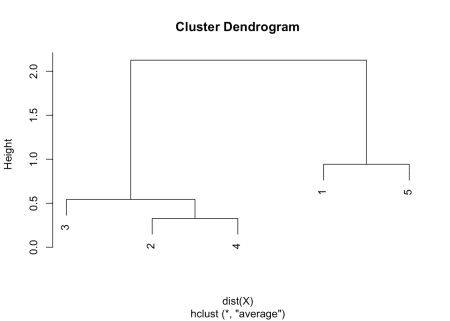 Cluster Dendrogram
Height
2.0
1.5
1.0
0.5
0.0
3
2
4
1
5
dist(X)
hclust (*, "average")